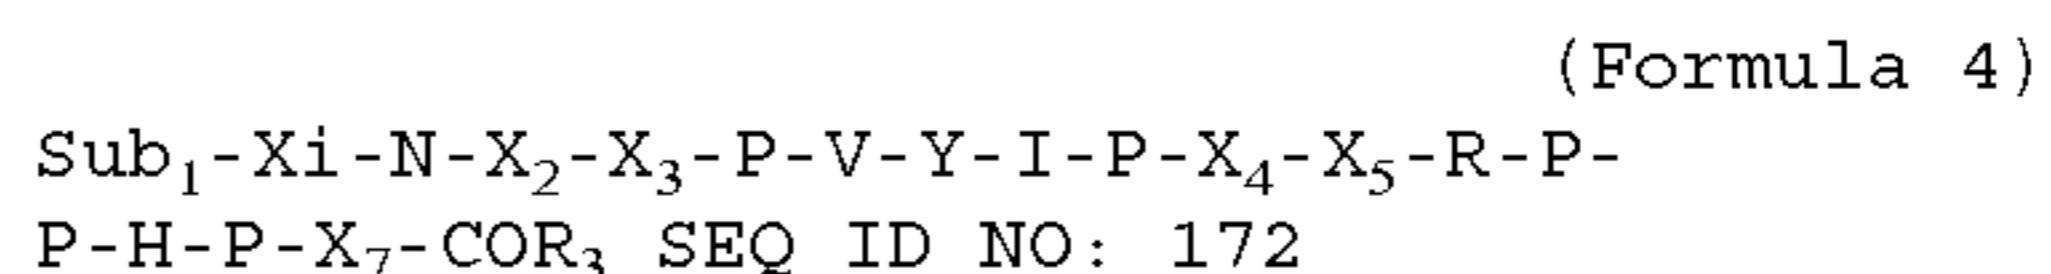 (Formula 4)
Sub₁-Xi-N-X₂-X₃-P-V-Y-I-P-X₄-X₅-R-P-
P-H-P-X₇-COR₃ SEQ ID NO: 172